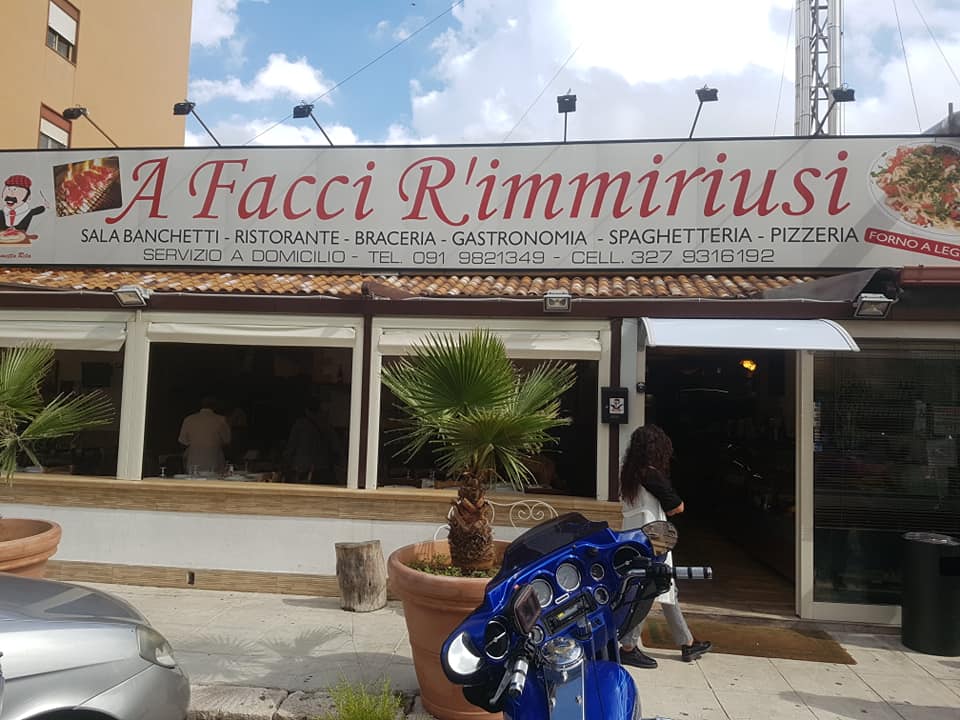 A Facci R'immiriusi
SALA BANCHETTI - RISTORANTE - BRACERIA - GASTRONOMIA - SPAGHETTERIA - PIZZERIA
SERVIZIO A DOMICILIO - TEL. 091 9821349 - CELL. 327 9316192
FORNO A LEG